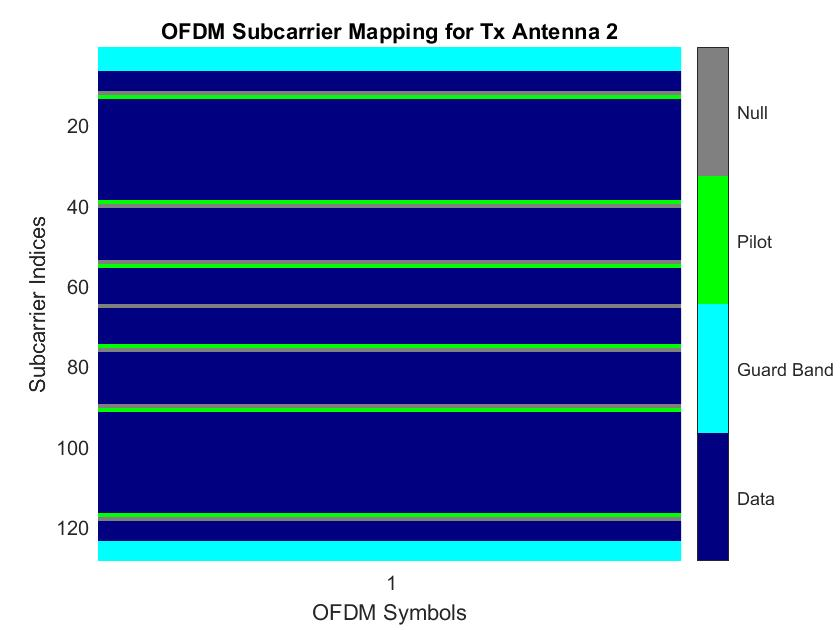 OFDM Subcarrier Mapping for Tx Antenna 2
Subcarrier Indices
20
40
60
80
100
120
1
OFDM Symbols
Null
Pilot
Guard Band
Data